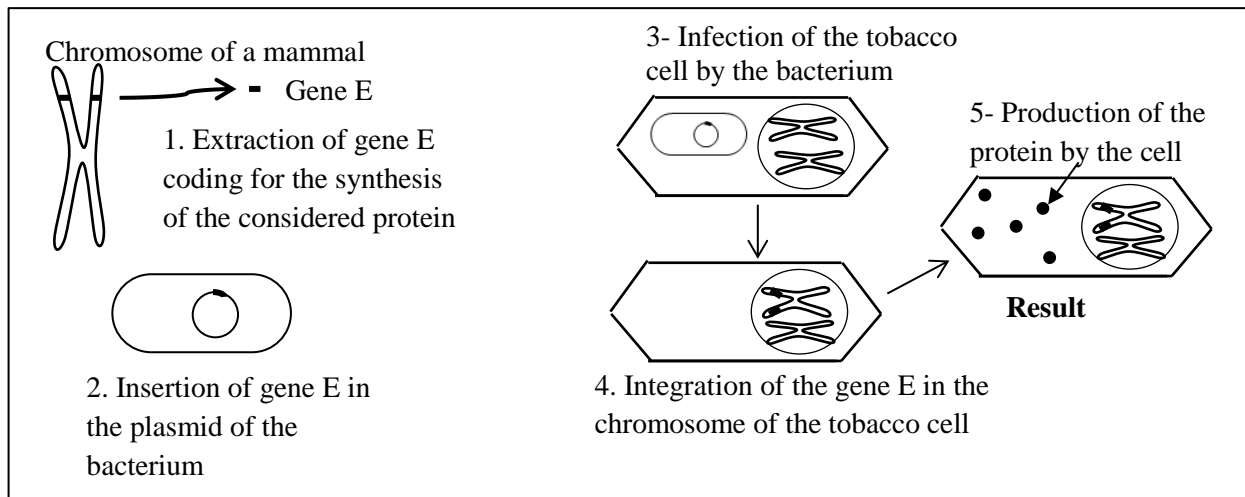 Chromosome of a mammal
Gene E
1. Extraction of gene E
coding for the synthesis
of the considered protein
2. Insertion of gene E in
the plasmid of the
bacterium
3- Infection of the tobacco
cell by the bacterium
4. Integration of the gene E in the
chromosome of the tobacco cell
5- Production of the
protein by the cell
Result